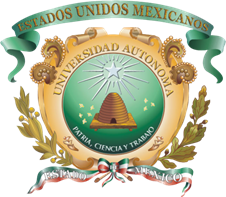 ESTADOS UNIDOS MEXICANOS
UNIVERSIDAD AUTONOMA
PATRIA, CIENCIA Y TRABAJO
ESTADO MEXICO